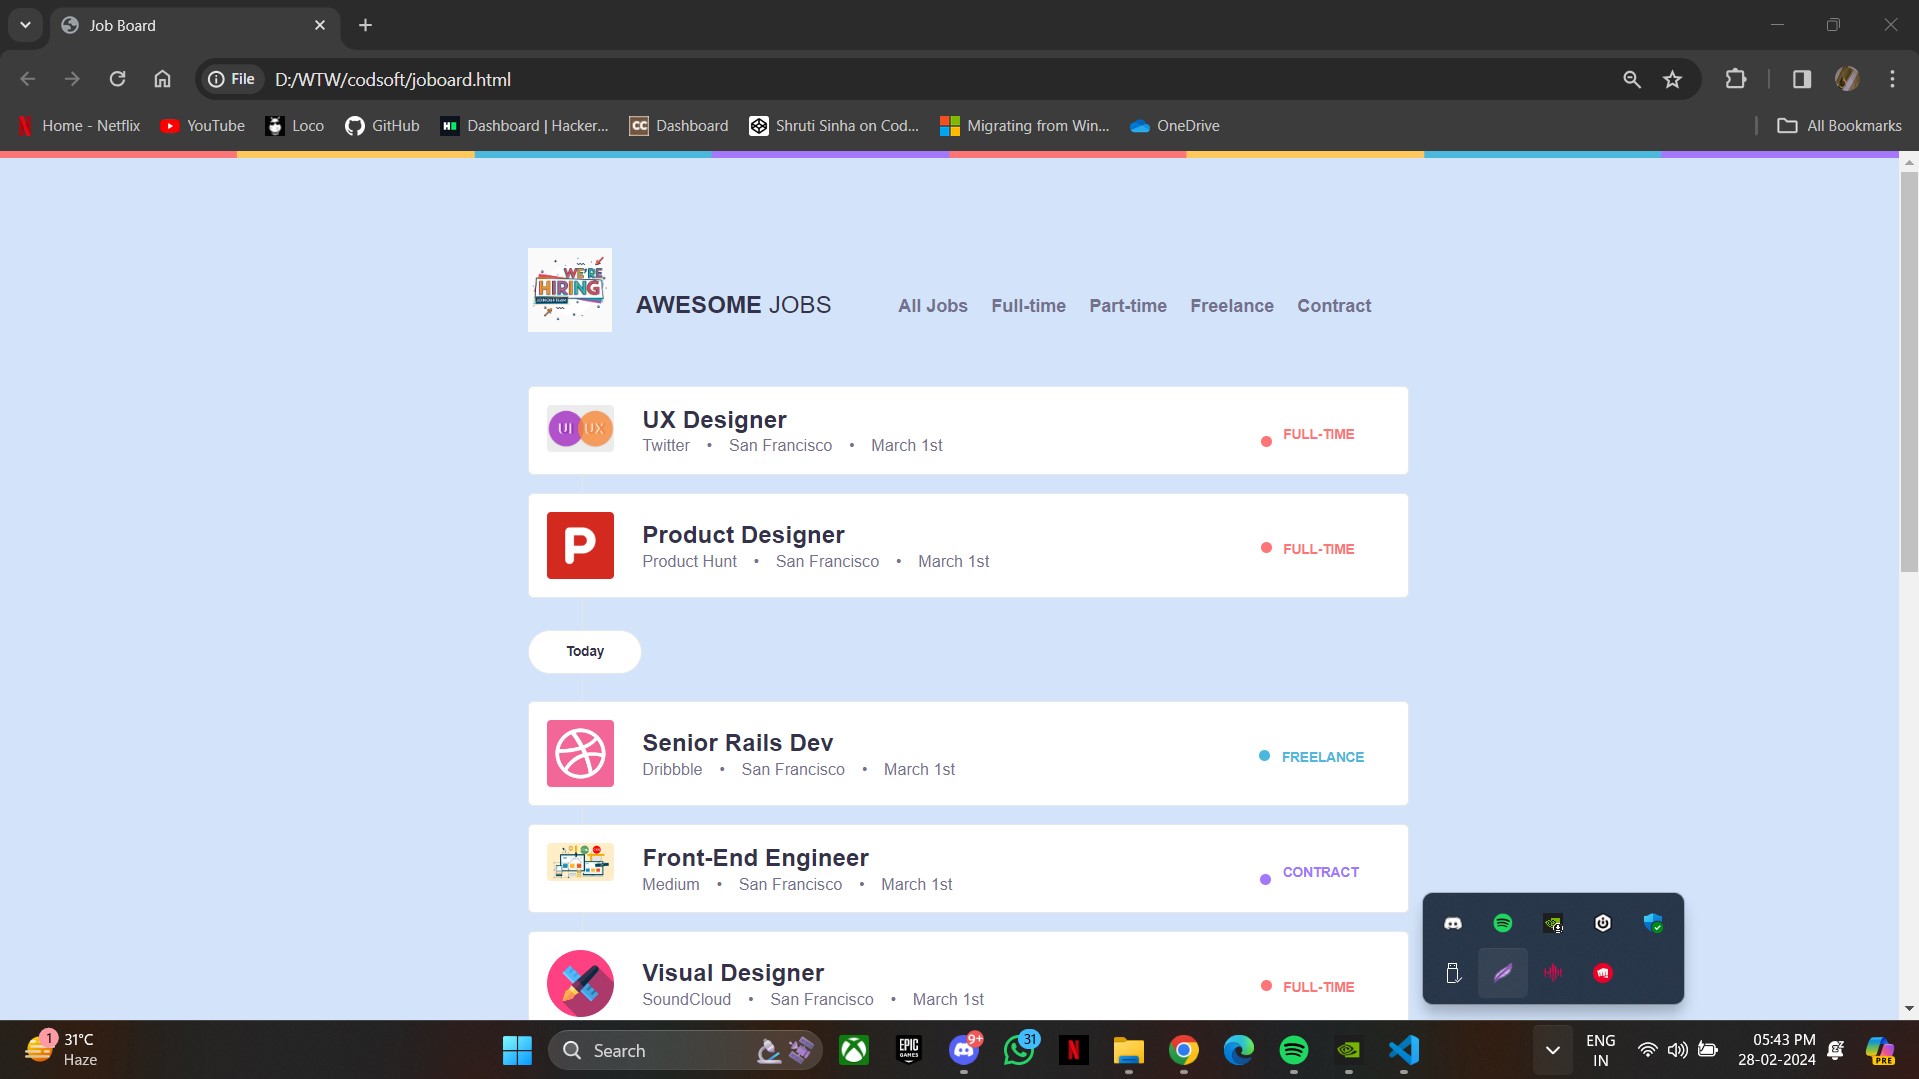 Job Board
File D:/WTW/codsoft/joboard.html
Home - Netflix YouTube Loco GitHub Dashboard | Hacker... CC Dashboard Shruti Sinha on Cod... Migrating from Win... OneDrive All Bookmarks
WE'RE
HIRING
AWESOME JOBS All Jobs Full-time Part-time Freelance Contract
UI UX
UX Designer
Twitter • San Francisco • March 1st
FULL-TIME
P
Product Designer
Product Hunt • San Francisco • March 1st
FULL-TIME
Today
Senior Rails Dev
Dribbble • San Francisco • March 1st
FREELANCE
Front-End Engineer
Medium • San Francisco • March 1st
CONTRACT
Visual Designer
SoundCloud • San Francisco • March 1st
FULL-TIME
1
31°C
Haze
Search
EPIC
GAMES
9+
31
N
ENG
IN
05:43 PM
28-02-2024
PRE